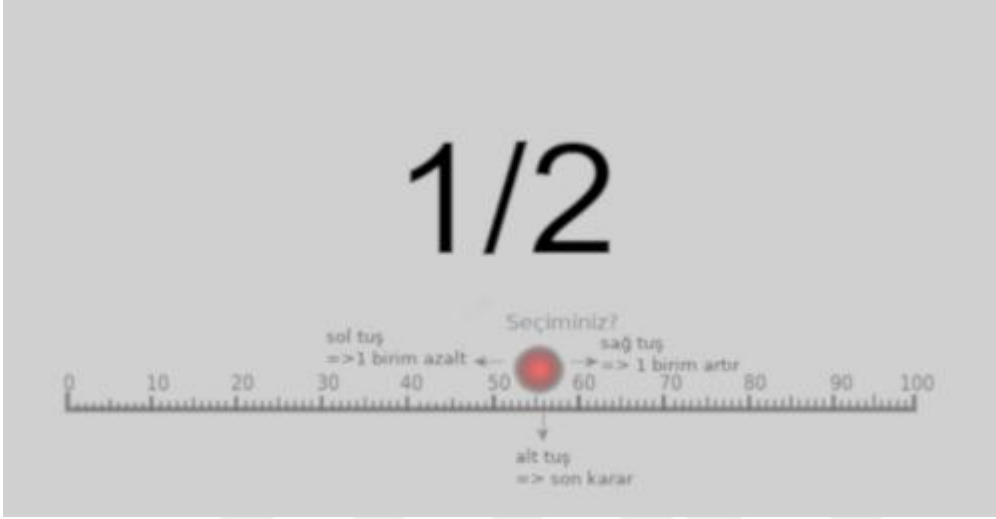 1/2
Seçiminiz?
sol tuş
=>1 birim azalt
sağ tuş
=> 1 birim artır
0 10 20 30 40 50 60 70 80 90 100
alt tuş
=> son karar